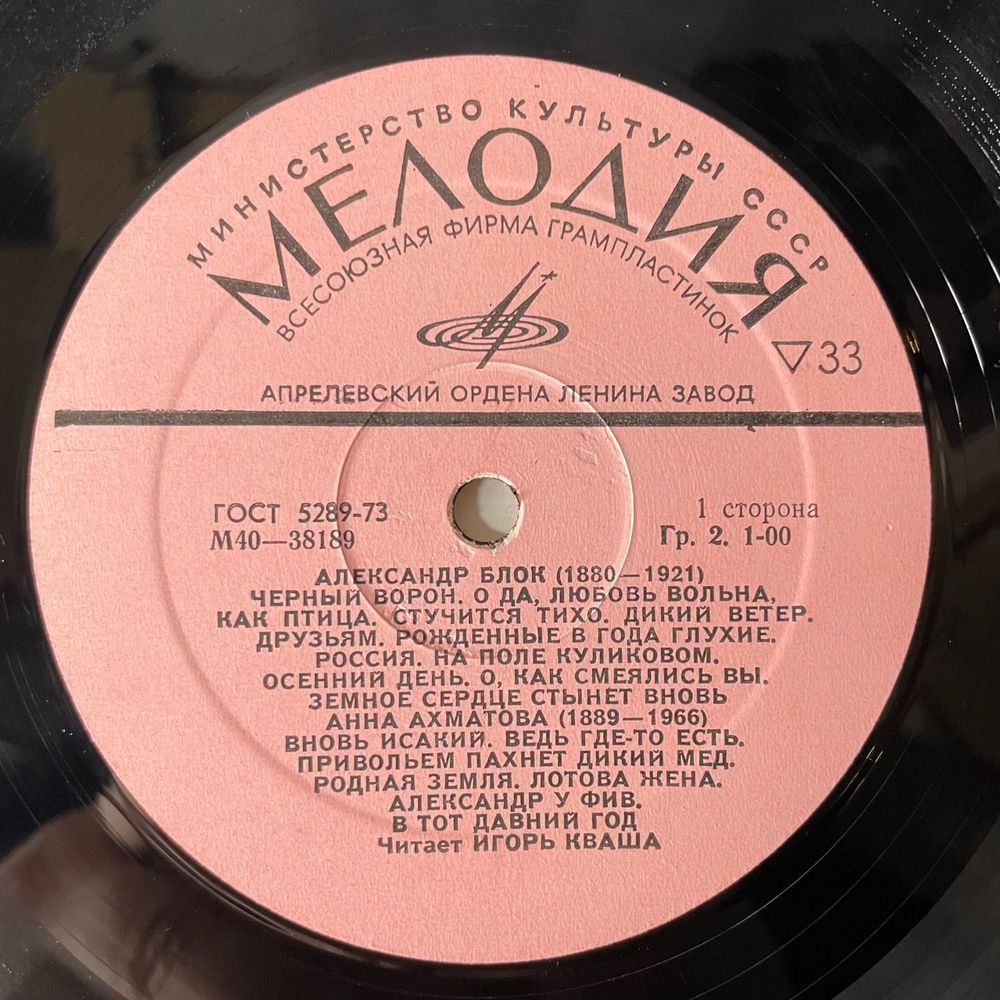 МИНИСТЕРСТВО КУЛЬТУРЫ СССР
МЕЛОДИЯ
ВСЕСОЮЗНАЯ ФИРМА ГРАМПЛАСТИНОК
33
АПРЕЛЕВСКИЙ ОРДЕНА ЛЕНИНА ЗАВОД
ГОСТ 5289-73
1 сторона
М40—38189
Гр. 2. 1-00
АЛЕКСАНДР БЛОК (1880—1921)
ЧЕРНЫЙ ВОРОН. О ДА, ЛЮБОВЬ ВОЛЬНА,
КАК ПТИЦА. СТУЧИТСЯ ТИХО. ДИКИЙ ВЕТЕР.
ДРУЗЬЯМ. РОЖДЕННЫЕ В ГОДА ГЛУХИЕ.
РОССИЯ. НА ПОЛЕ КУЛИКОВОМ.
ОСЕННИЙ ДЕНЬ. О, КАК СМЕЯЛИСЬ ВЫ.
ЗЕМНОЕ СЕРДЦЕ СТЫНЕТ ВНОВЬ
АННА АХМАТОВА (1889—1966)
ВНОВЬ ИСАКИЙ. ВЕДЬ ГДЕ-ТО ЕСТЬ.
ПРИВОЛЬЕМ ПАХНЕТ ДИКИЙ МЕД.
РОДНАЯ ЗЕМЛЯ. ЛОТОВА ЖЕНА.
АЛЕКСАНДР У ФИВ.
В ТОТ ДАВНИЙ ГОД
Читает ИГОРЬ КВАША